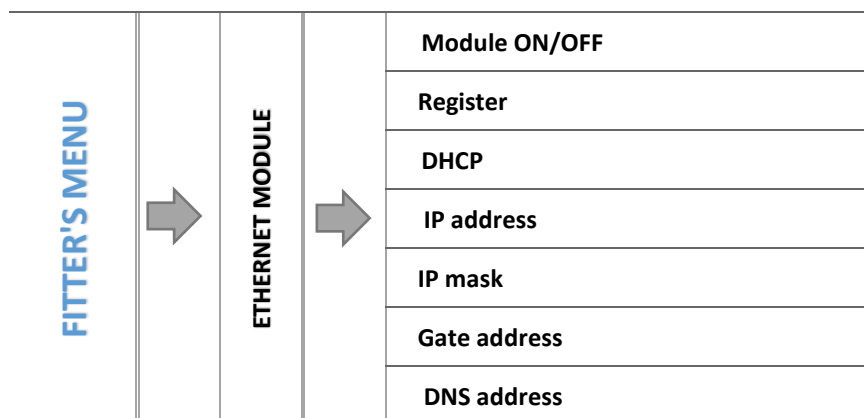 FITTER'S MENU
ETHERNET MODULE
Module ON/OFF
Register
DHCP
IP address
IP mask
Gate address
DNS address